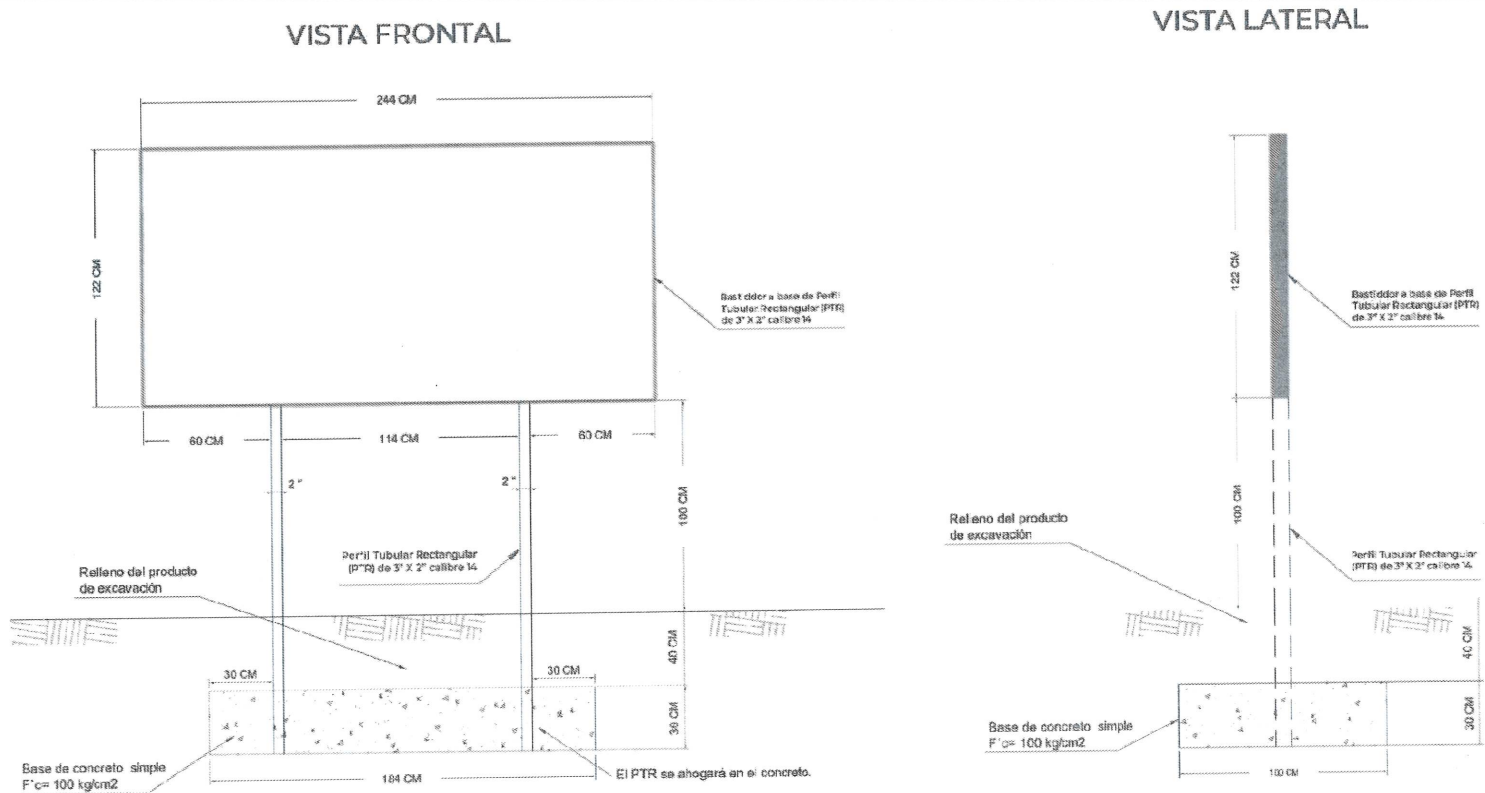 VISTA FRONTAL
244 CM
122 CM
Bastiddor a base de Perfil
Tubular Rectangular (PTR)
de 3" X 2" calibre 14
60 CM
114 CM
60 CM
2 "
2 "
100 CM
Perfil Tubular Rectangular
(PTR) de 3" X 2" calibre 14
Relleno del producto
de excavación
40 CM
30 CM
30 CM
30 CM
Base de concreto simple
F'c= 100 kg/cm2
184 CM
El PTR se ahogará en el concreto.
VISTA LATERAL
122 CM
Bastiddor a base de Perfil
Tubular Rectangular (PTR)
de 3" X 2" calibre 14
100 CM
Relleno del producto
de excavación
Perfil Tubular Rectangular
(PTR) de 3" X 2" calibre 14
40 CM
30 CM
Base de concreto simple
F'c= 100 kg/cm2
100 CM